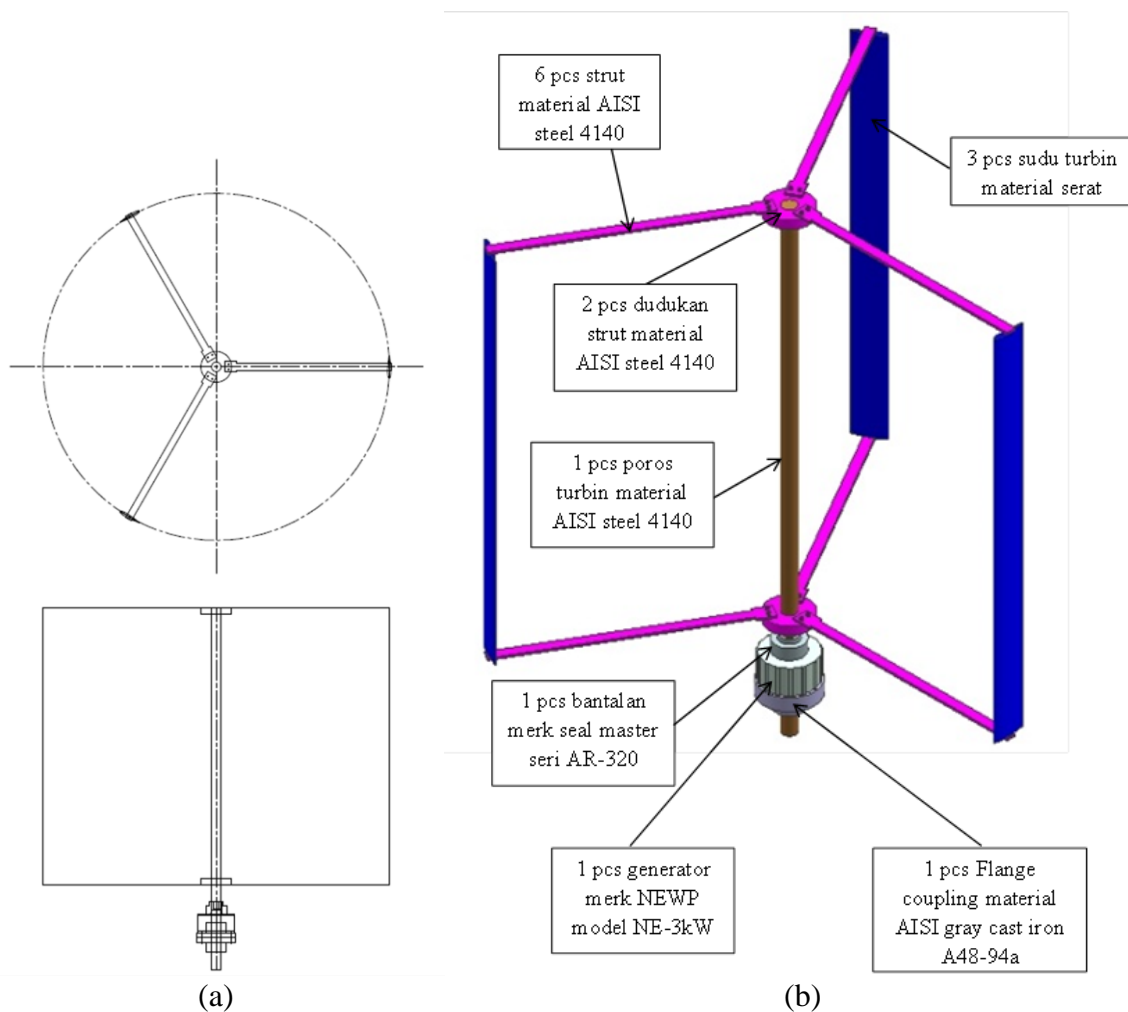 6 pcs strut
material AISI
steel 4140
3 pcs sudu turbin
material serat
2 pcs dudukan
strut material
AISI steel 4140
1 pcs poros
turbin material
AISI steel 4140
1 pcs bantalan
merk seal master
seri AR-320
1 pcs generator
merk NEWP
model NE-3kW
1 pcs Flange
coupling material
AISI gray cast iron
A48-94a
(a)
(b)